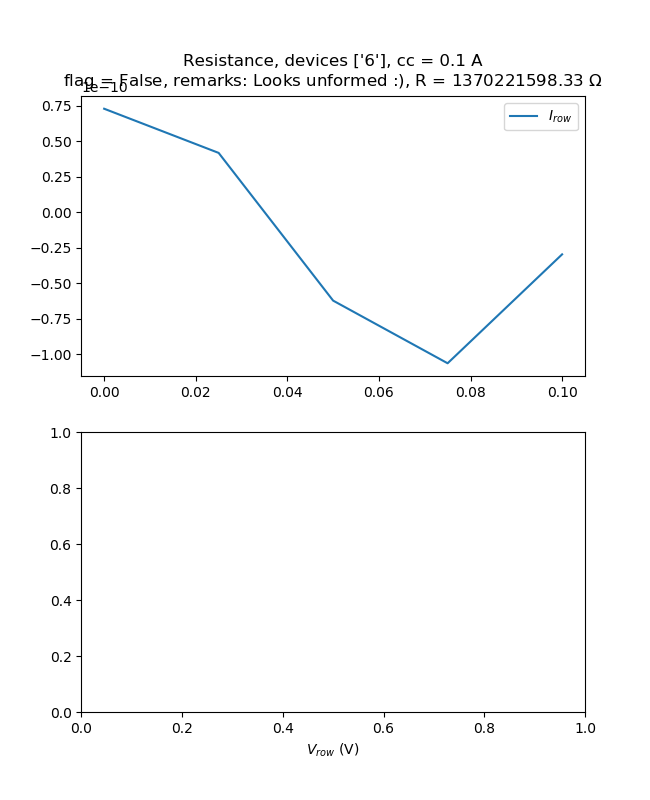 Resistance, devices ['6'], cc = 0.1 A
flag = False, remarks: Looks unformed :), R = 1370221598.33 Ω
1e−10
I_row
0.75
0.50
0.25
0.00
−0.25
−0.50
−0.75
−1.00
0.00 0.02 0.04 0.06 0.08 0.10
1.0
0.8
0.6
0.4
0.2
0.0
0.0 0.2 0.4 0.6 0.8 1.0
V_row (V)